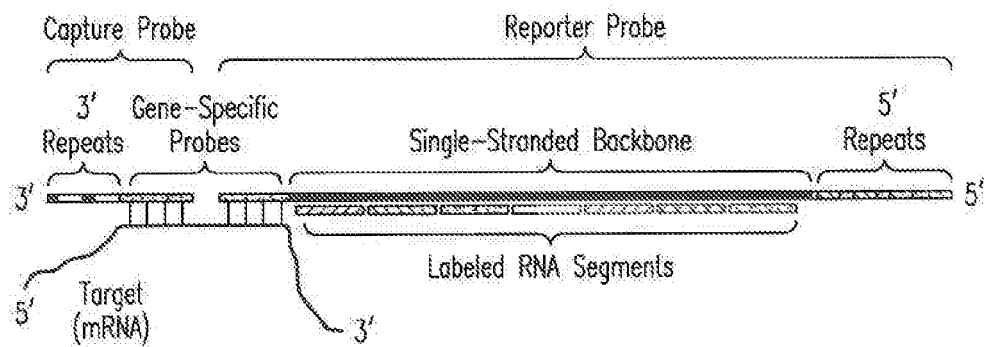 Capture Probe
Reporter Probe
3′
Repeats
Gene-Specific
Probes
Single-Stranded Backbone
5′
Repeats
3′
5′
Labeled RNA Segments
5′
Target
(mRNA)
3′